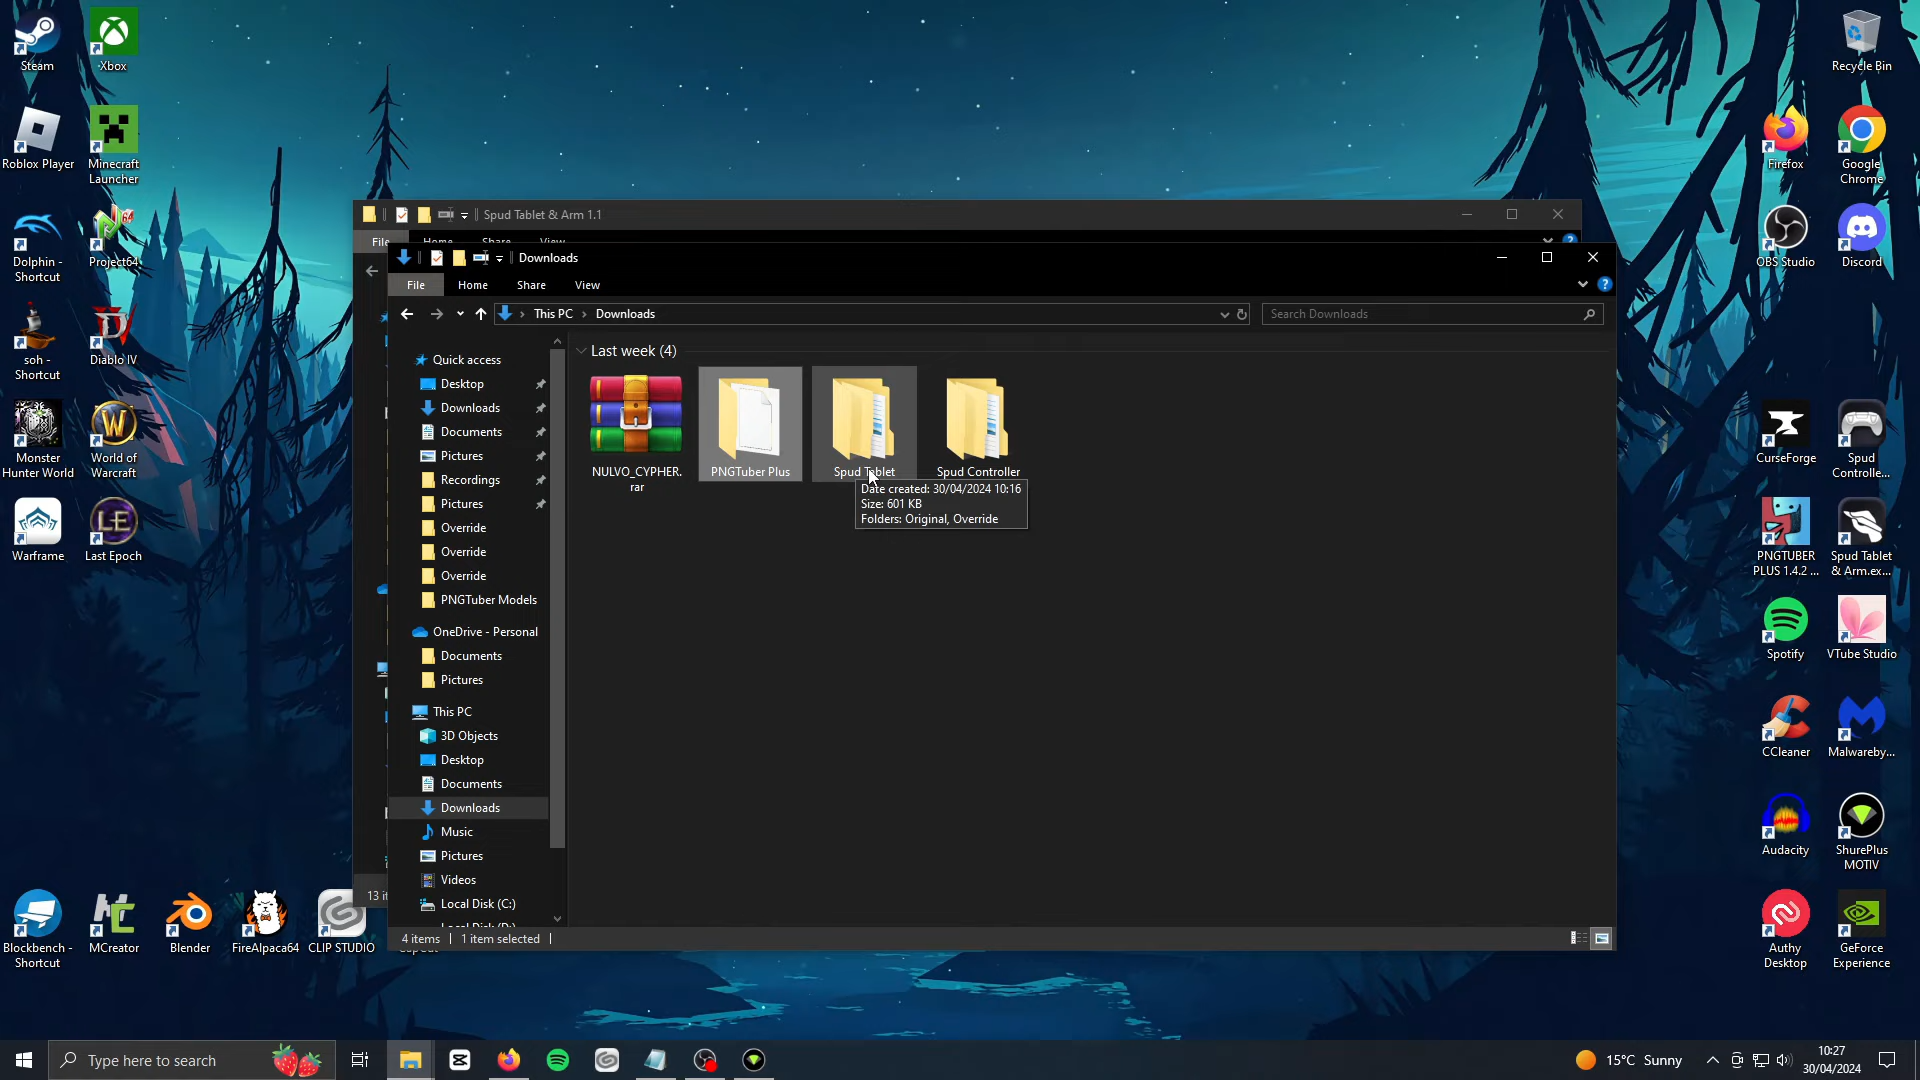 Steam
Xbox
Recycle Bin
Roblox Player
Minecraft
Launcher
Firefox
Google
Chrome
Dolphin -
Shortcut
Project64
OBS Studio
Discord
soh -
Shortcut
Diablo IV
Monster
Hunter World
World of
Warcraft
CurseForge
Spud
Controlle...
Warframe
Last Epoch
PNGTUBER
PLUS 1.4.2 ...
Spud Tablet
& Arm.ex...
Spotify
VTube Studio
CCleaner
Malwareby...
Audacity
ShurePlus
MOTIV
Authy
Desktop
GeForce
Experience
Blockbench -
Shortcut
MCreator
Blender
FireAlpaca64
CLIP STUDIO
Spud Tablet & Arm 1.1
File Home Share View
13 it
Downloads
File Home Share View
This PC > Downloads
Search Downloads
Quick access
Desktop
Downloads
Documents
Pictures
Recordings
Pictures
Override
Override
Override
PNGTuber Models
OneDrive - Personal
Documents
Pictures
This PC
3D Objects
Desktop
Documents
Downloads
Music
Pictures
Videos
Local Disk (C:)
Last week (4)
NULVO_CYPHER.
rar
PNGTuber Plus
Spud Tablet
Spud Controller
Date created: 30/04/2024 10:16
Size: 601 KB
Folders: Original, Override
4 items
1 item selected
Type here to search
15°C Sunny
10:27
30/04/2024